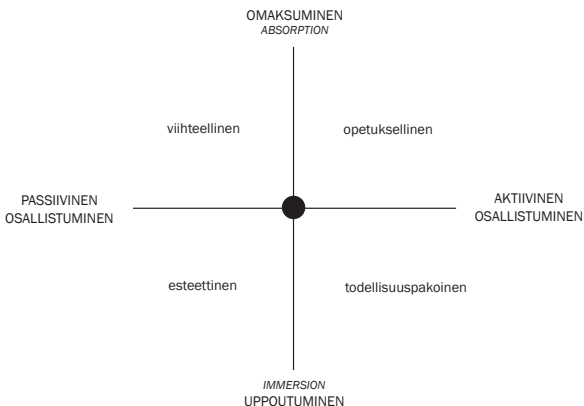 OMAKSUMINEN
ABSORPTION
viihteellinen
opetuksellinen
PASSIIVINEN
OSALLISTUMINEN
AKTIIVINEN
OSALLISTUMINEN
esteettinen
todellisuuspakoinen
IMMERSION
UPPOUTUMINEN